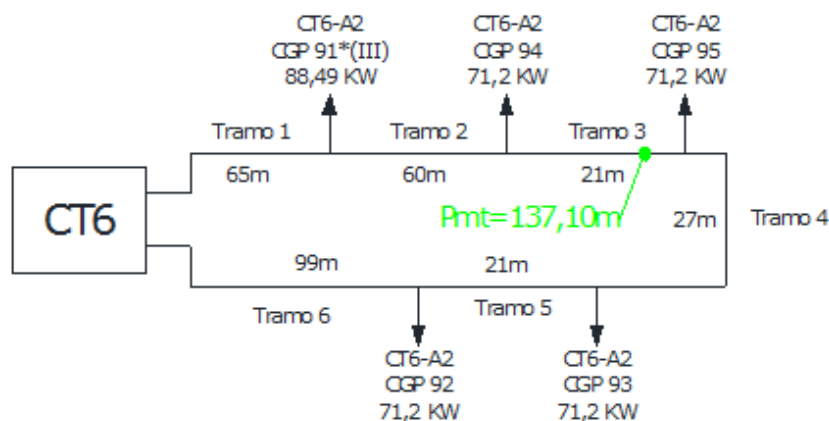 CT6-A2
CGP 91*(III)
88,49 KW
CT6-A2
CGP 94
71,2 KW
CT6-A2
CGP 95
71,2 KW
Tramo 1
Tramo 2
Tramo 3
65m
60m
21m
CT6
Pmt=137,10m
27m
Tramo 4
99m
21m
Tramo 6
Tramo 5
CT6-A2
CGP 92
71,2 KW
CT6-A2
CGP 93
71,2 KW